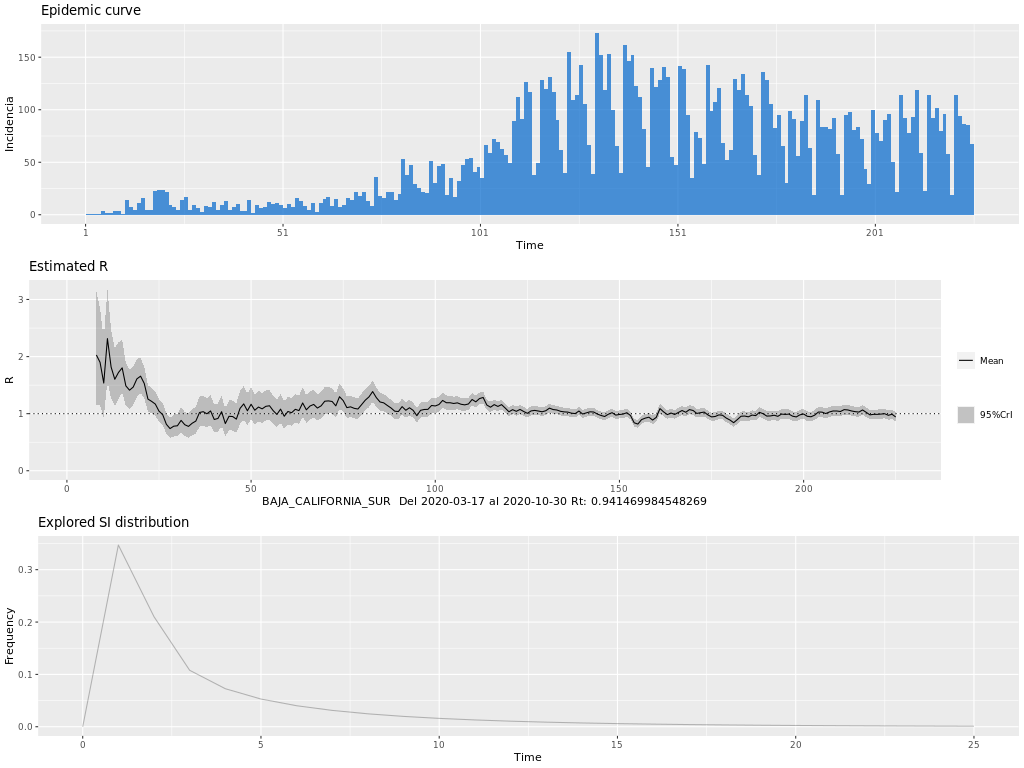 Epidemic curve
150
100
50
0
Incidencia
1
51
101
151
201
Time
Estimated R
3
2
1
0
R
Mean
95%CrI
0
50
100
150
200
BAJA_CALIFORNIA_SUR Del 2020-03-17 al 2020-10-30 Rt: 0.941469984548269
Explored SI distribution
0.3
0.2
0.1
0.0
Frequency
0
5
10
15
20
25
Time